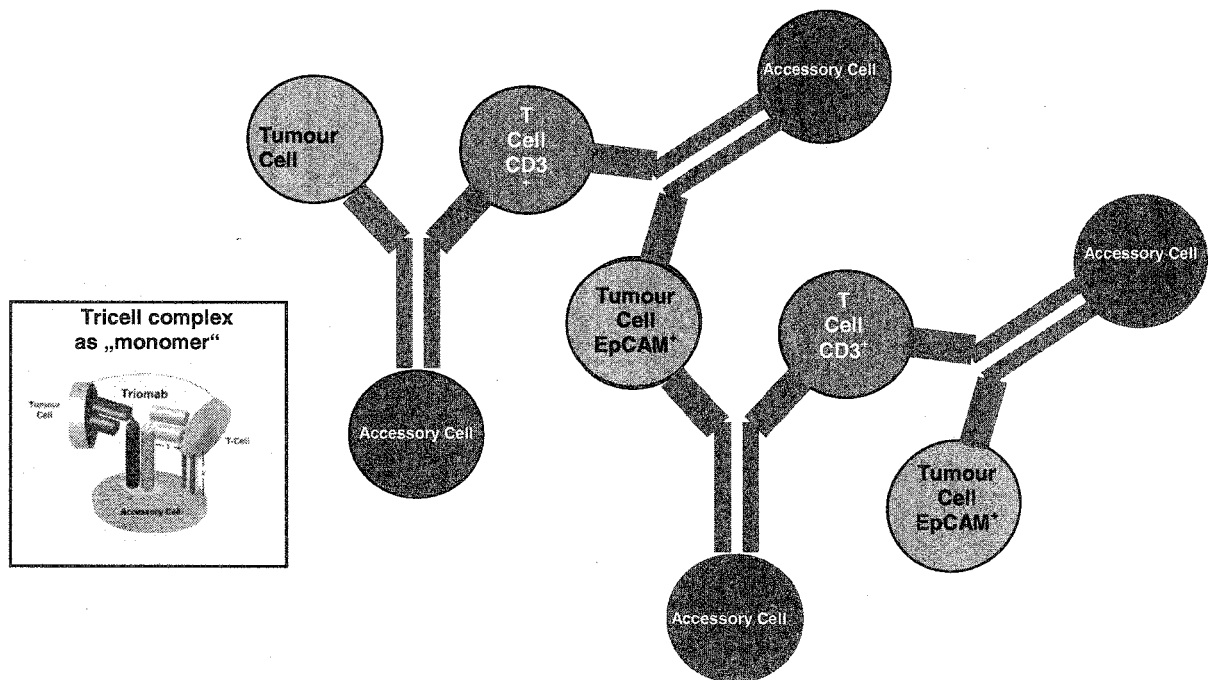 Accessory Cell
Tumour
Cell
T
Cell
CD3
+
Accessory Cell
Tumour
Cell
EpCAM⁺
T
Cell
CD3⁺
Tricell complex
as „monomer“
Triomab
Tumour
Cell
T-Cell
Accessory Cell
Accessory Cell
Tumour
Cell
EpCAM⁺
Accessory Cell